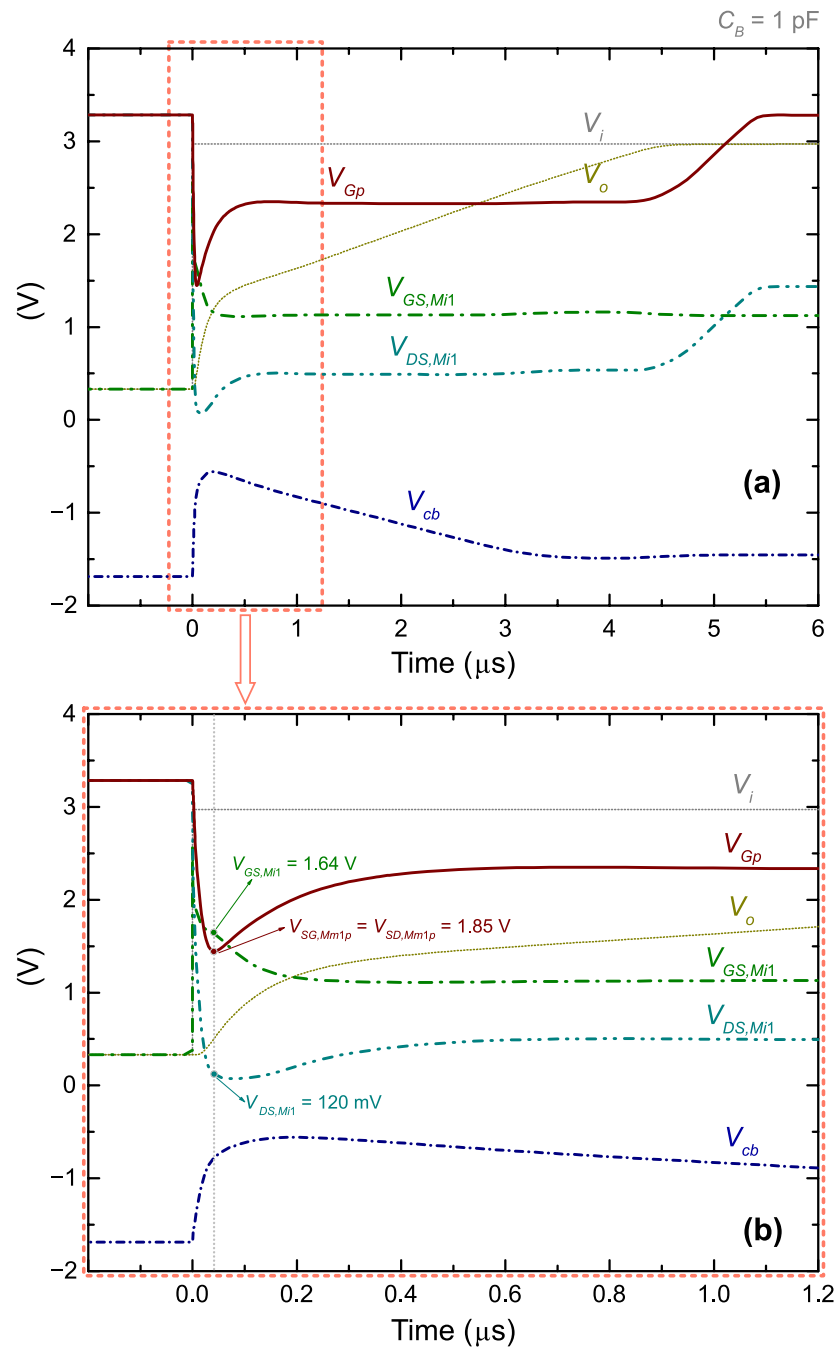 C_B = 1 pF
4
3
2
1
0
−1
−2
(V)
V_i
V_o
V_Gp
V_GS,Mi1
V_DS,Mi1
V_cb
(a)
0
1
2
3
4
5
6
Time (μs)
4
3
2
1
0
−1
−2
(V)
V_i
V_Gp
V_GS,Mi1 = 1.64 V
V_SG,Mm1p = V_SD,Mm1p = 1.85 V
V_o
V_GS,Mi1
V_DS,Mi1
V_DS,Mi1 = 120 mV
V_cb
(b)
0.0
0.2
0.4
0.6
0.8
1.0
1.2
Time (μs)